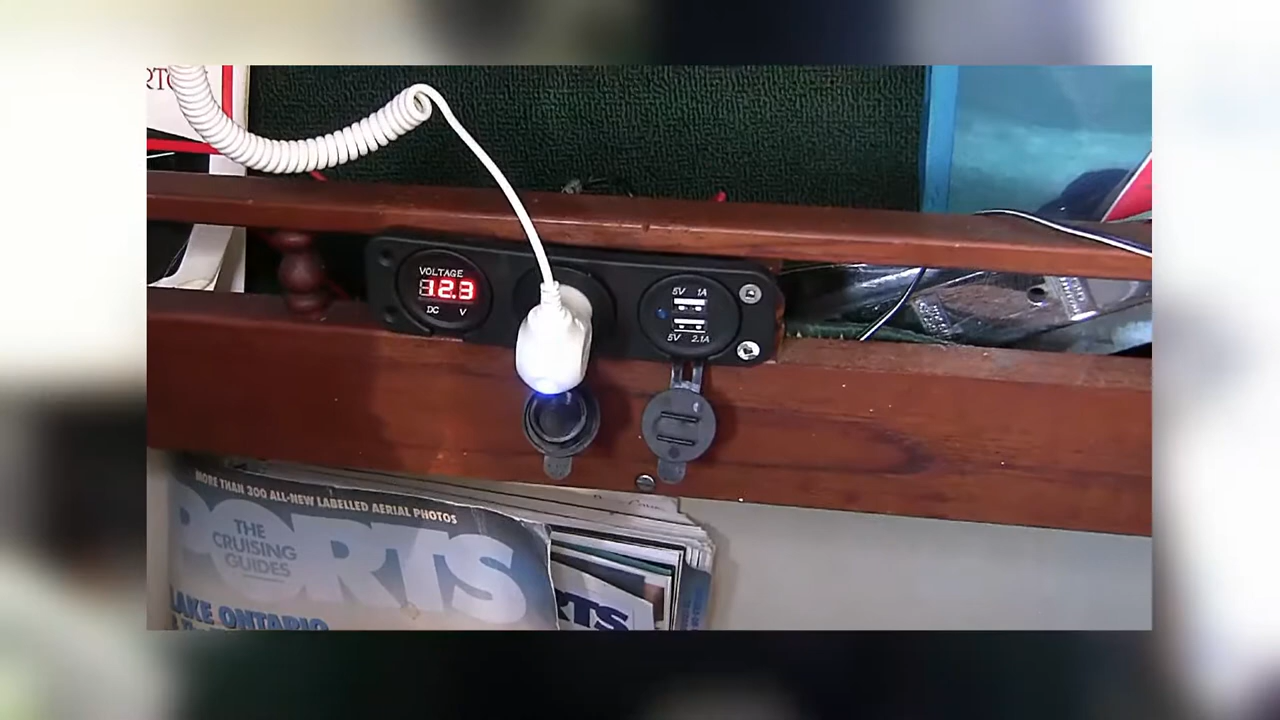 VOLTAGE
12.3
DC V
5V 1A
5V 2.1A
MORE THAN 300 ALL-NEW LABELLED AERIAL PHOTOS
PORTS
THE
CRUISING
GUIDES
LAKE ONTARIO